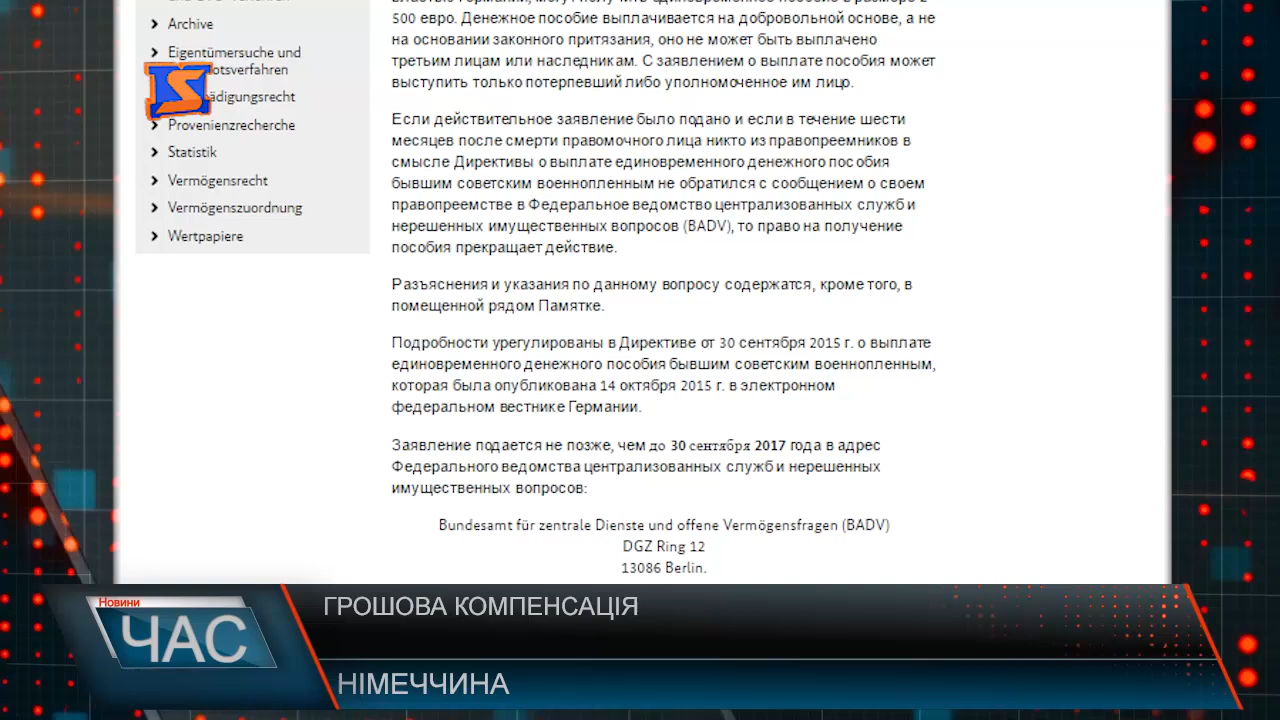 Archive
Eigentümersuche und
otsverfahren
ädigungsrecht
Provenienzrecherche
Statistik
Vermögensrecht
Vermögenszuordnung
Wertpapiere
500 евро. Денежное пособие выплачивается на добровольной основе, а не
на основании законного притязания, оно не может быть выплачено
третьим лицам или наследникам. С заявлением о выплате пособия может
выступить только потерпевший либо уполномоченное им лицо.
Если действительное заявление было подано и если в течение шести
месяцев после смерти правомочного лица никто из правопреемников в
смысле Директивы о выплате единовременного денежного пособия
бывшим советским военнопленным не обратился с сообщением о своем
правопреемстве в Федеральное ведомство централизованных служб и
нерешенных имущественных вопросов (BADV), то право на получение
пособия прекращает действие.
Разъяснения и указания по данному вопросу содержатся, кроме того, в
помещенной рядом Памятке.
Подробности урегулированы в Директиве от 30 сентября 2015 г. о выплате
единовременного денежного пособия бывшим советским военнопленным,
которая была опубликована 14 октября 2015 г. в электронном
федеральном вестнике Германии.
Заявление подается не позже, чем до 30 сентября 2017 года в адрес
Федерального ведомства централизованных служб и нерешенных
имущественных вопросов:
Bundesamt für zentrale Dienste und offene Vermögensfragen (BADV)
DGZ Ring 12
13086 Berlin.
Новини
ЧАС
ГРОШОВА КОМПЕНСАЦІЯ
НІМЕЧЧИНА